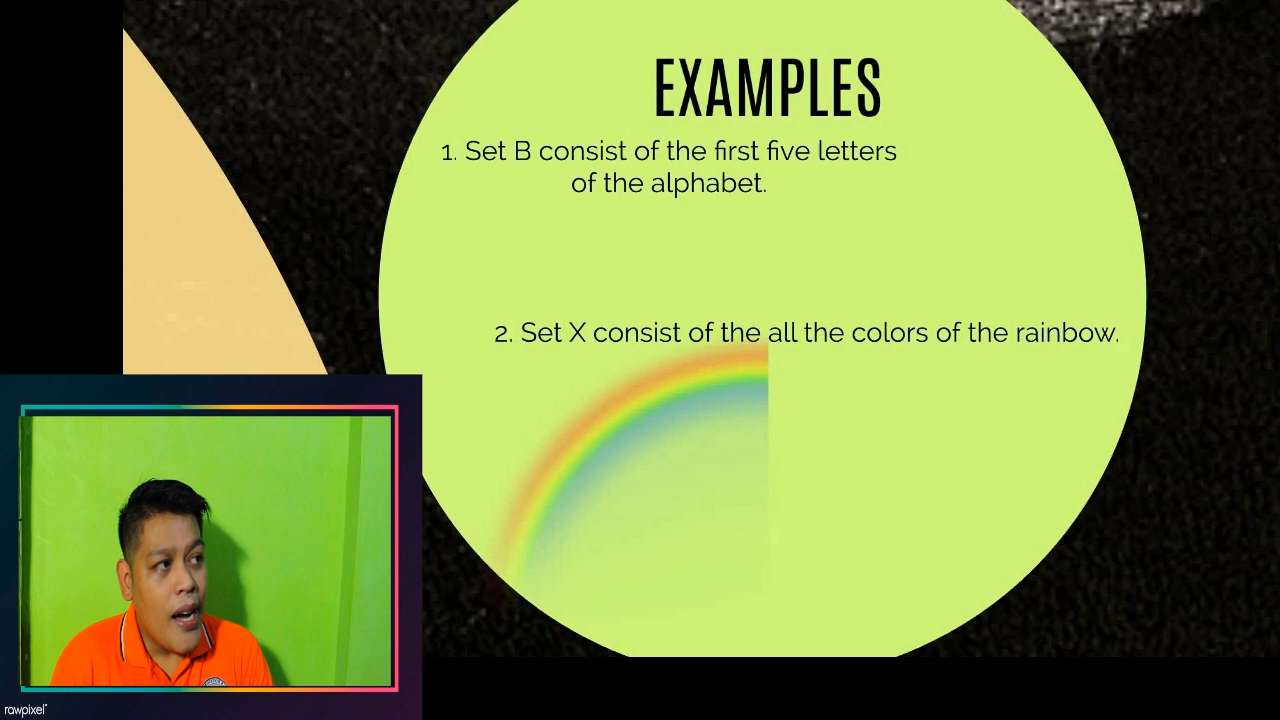 EXAMPLES
1. Set B consist of the first five letters
of the alphabet.
2. Set X consist of the all the colors of the rainbow.
rawpixel